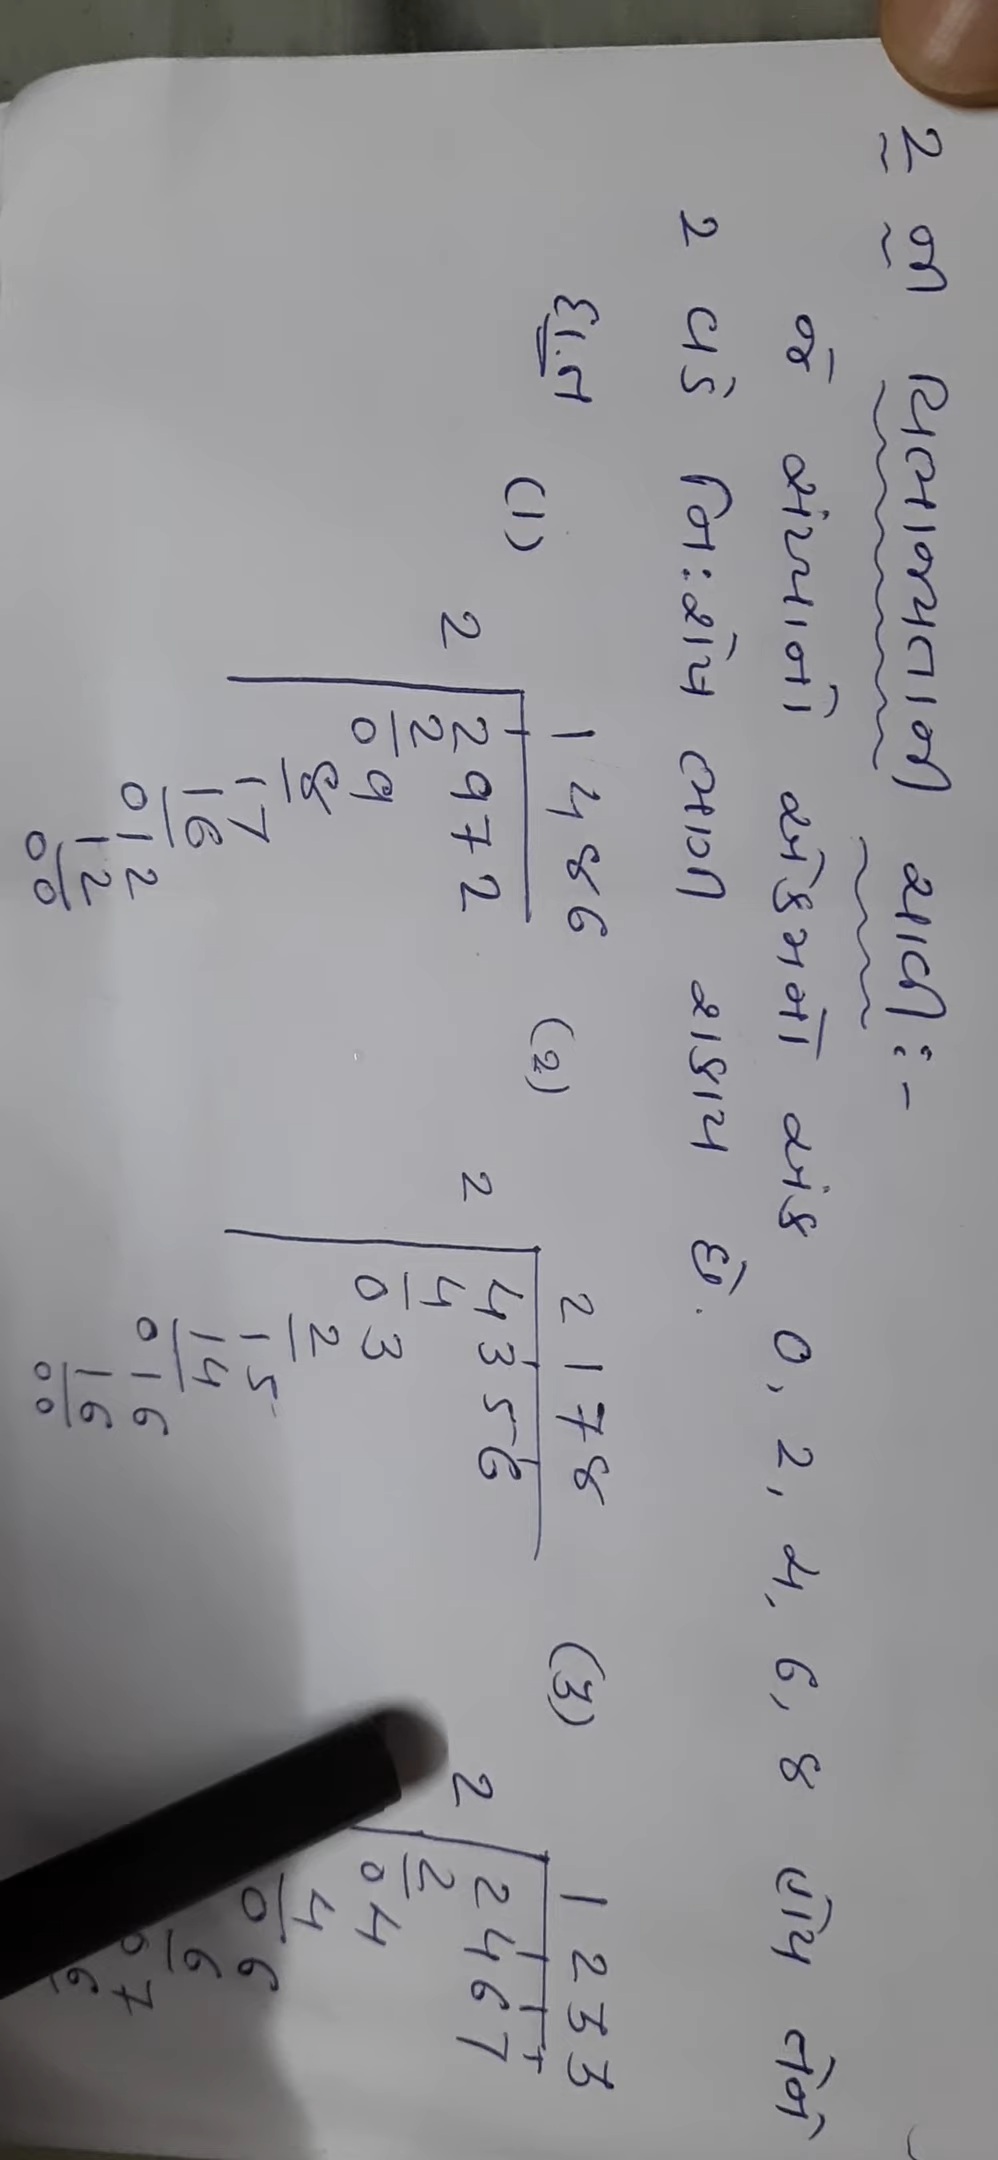 2 ની વિભાજ્યતાની ચાવી :-
જે સંખ્યાનો એકમનો અંક 0, 2, 4, 6, 8 હોય તેને
2 વડે નિ:શેષ ભાગી શકાય છે.
દા.ત (1) (2) (3)
1486 2178 1233
2 2972 2 4356 2 2467
2 4 2
09 03 04
8 2 4
17 15 06
16 14 6
012 016 07
12 16 6
00 00